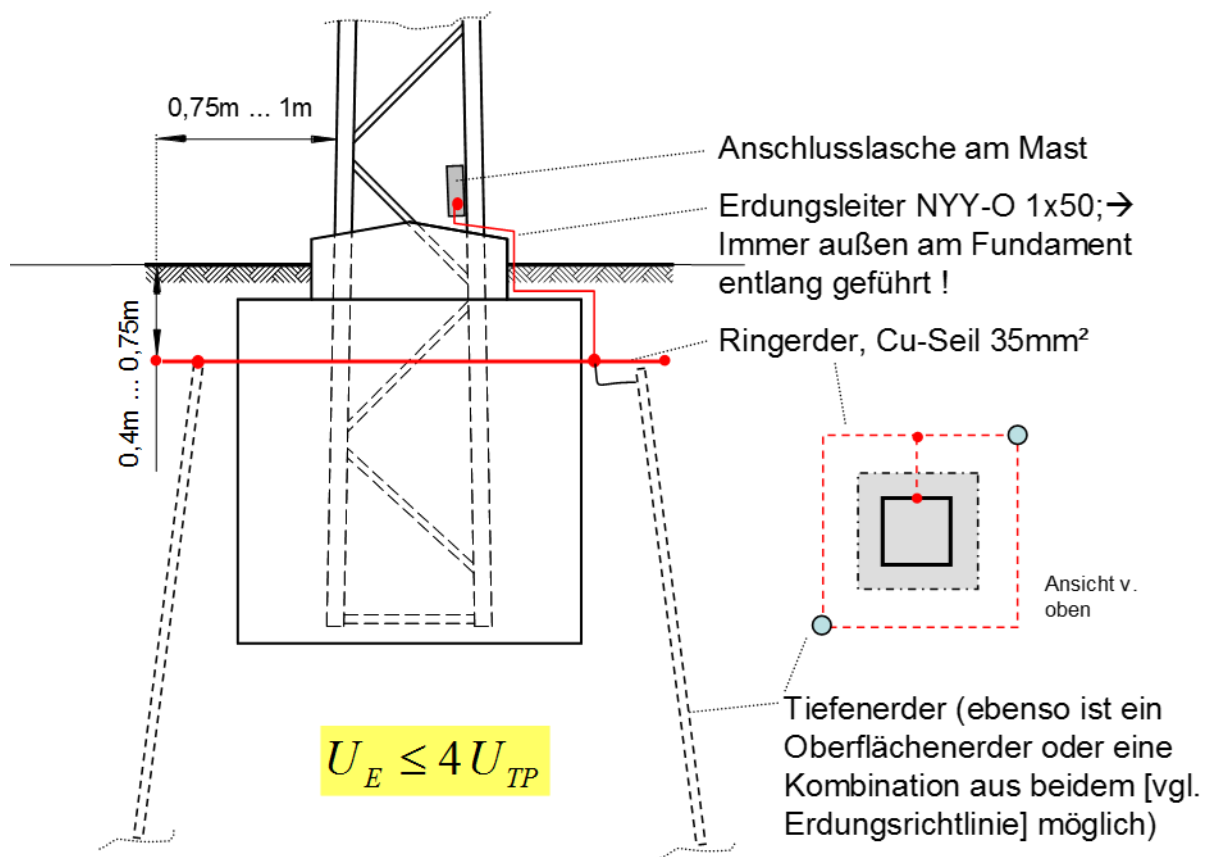 0,75m ... 1m
Anschlusslasche am Mast
Erdungsleiter NYY-O 1x50;→
Immer außen am Fundament
entlang geführt !
0,4m ... 0,75m
Ringerder, Cu-Seil 35mm²
Ansicht v.
oben
Tiefenerder (ebenso ist ein
Oberflächenerder oder eine
Kombination aus beidem [vgl.
Erdungsrichtlinie] möglich)
U_E ≤ 4 U_TP